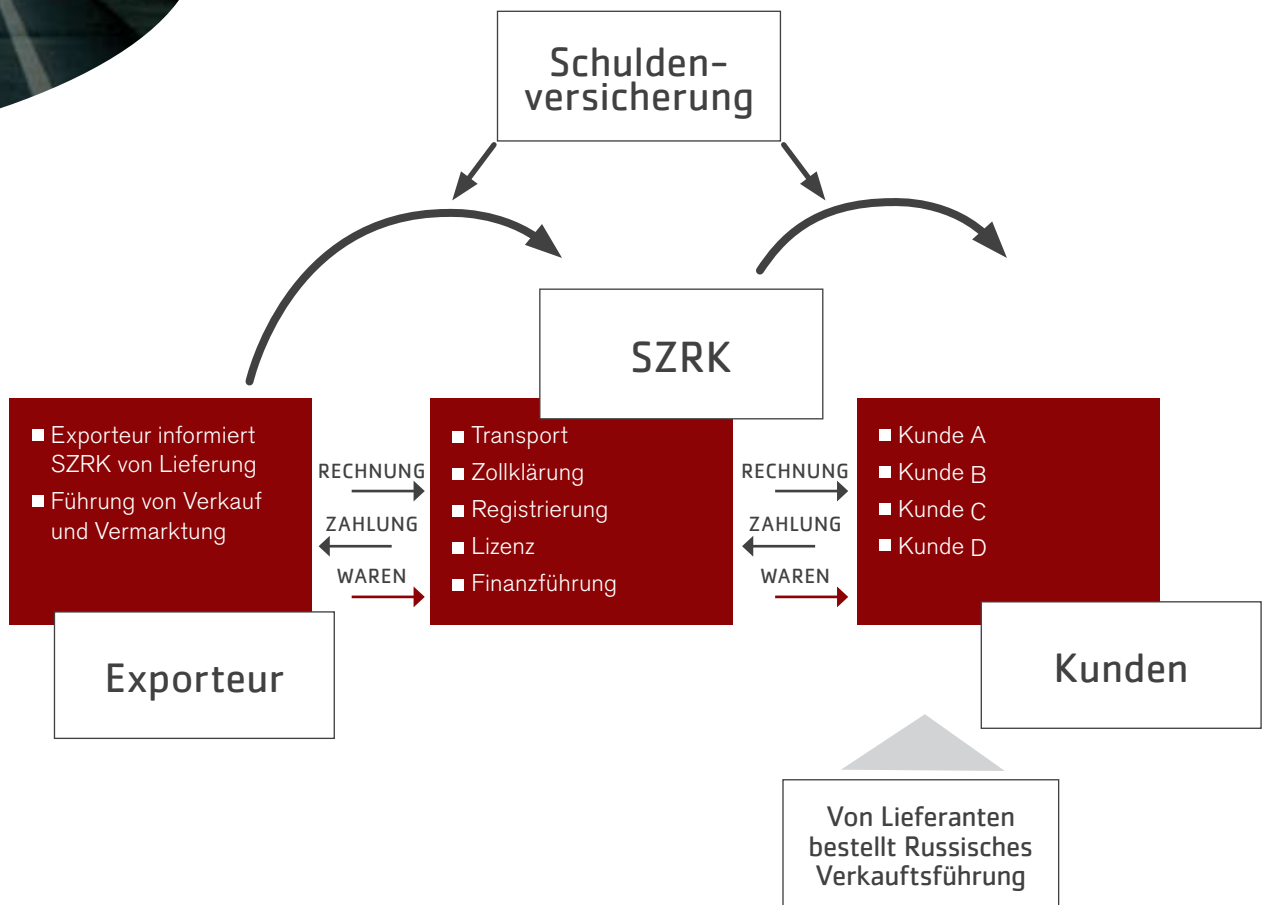 Schulden-
versicherung
SZRK
Exporteur informiert
SZRK von Lieferung
Führung von Verkauf
und Vermarktung
Exporteur
RECHNUNG
ZAHLUNG
WAREN
Transport
Zollklärung
Registrierung
Lizenz
Finanzführung
RECHNUNG
ZAHLUNG
WAREN
Kunde A
Kunde B
Kunde C
Kunde D
Kunden
Von Lieferanten
bestellt Russisches
Verkauftsführung